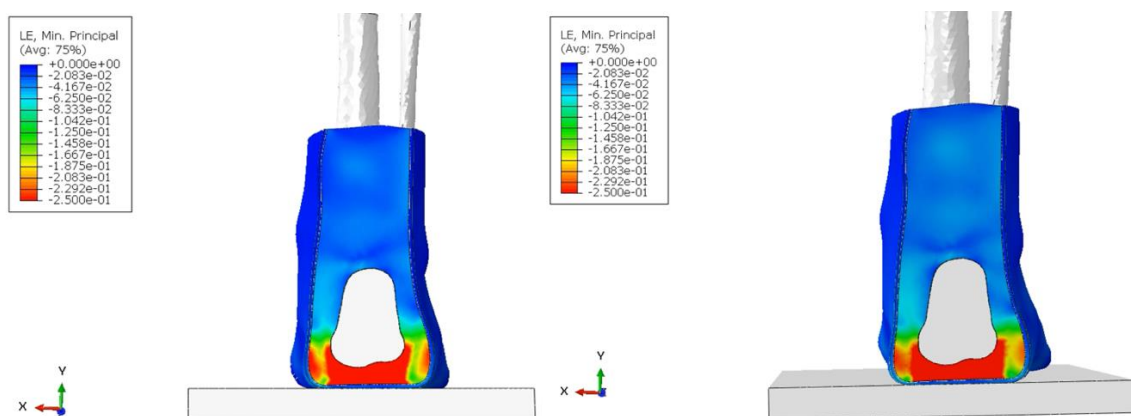 LE, Min. Principal
(Avg: 75%)
+0.000e+00
-2.083e-02
-4.167e-02
-6.250e-02
-8.333e-02
-1.042e-01
-1.250e-01
-1.458e-01
-1.667e-01
-1.875e-01
-2.083e-01
-2.292e-01
-2.500e-01
Y
X
LE, Min. Principal
(Avg: 75%)
+0.000e+00
-2.083e-02
-4.167e-02
-6.250e-02
-8.333e-02
-1.042e-01
-1.250e-01
-1.458e-01
-1.667e-01
-1.875e-01
-2.083e-01
-2.292e-01
-2.500e-01
Y
X